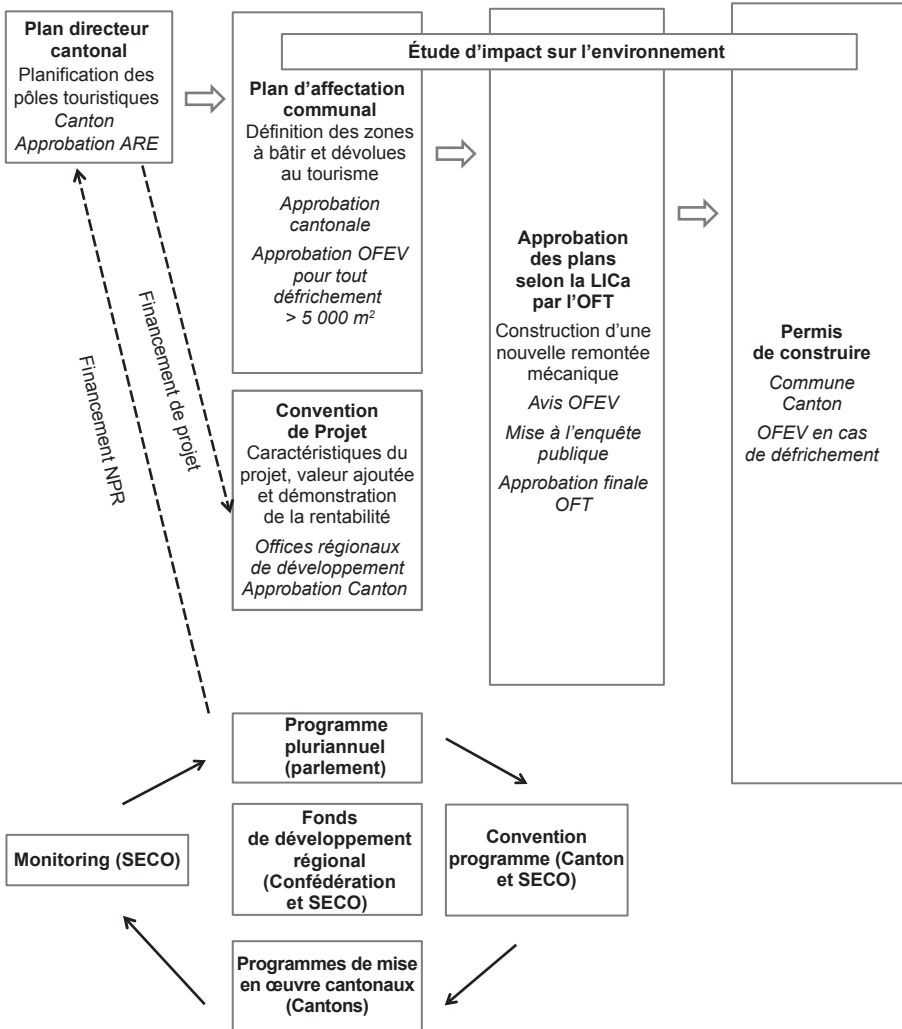 Plan directeur
cantonal
Planification des
pôles touristiques
Canton
Approbation ARE
Étude d’impact sur l’environnement
Plan d’affectation
communal
Définition des zones
à bâtir et dévolues
au tourisme
Approbation
cantonale
Approbation OFEV
pour tout
défrichement
> 5 000 m²
Approbation
des plans
selon la LICa
par l’OFT
Construction d’une
nouvelle remontée
mécanique
Avis OFEV
Mise à l’enquête
publique
Approbation finale
OFT
Permis
de construire
Commune
Canton
OFEV en cas
de défrichement
Financement de projet
Financement NPR
Convention
de Projet
Caractéristiques du
projet, valeur ajoutée
et démonstration
de la rentabilité
Offices régionaux
de développement
Approbation Canton
Programme
pluriannuel
(parlement)
Fonds
de développement
régional
(Confédération
et SECO)
Monitoring (SECO)
Convention
programme (Canton
et SECO)
Programmes de mise
en œuvre cantonaux
(Cantons)